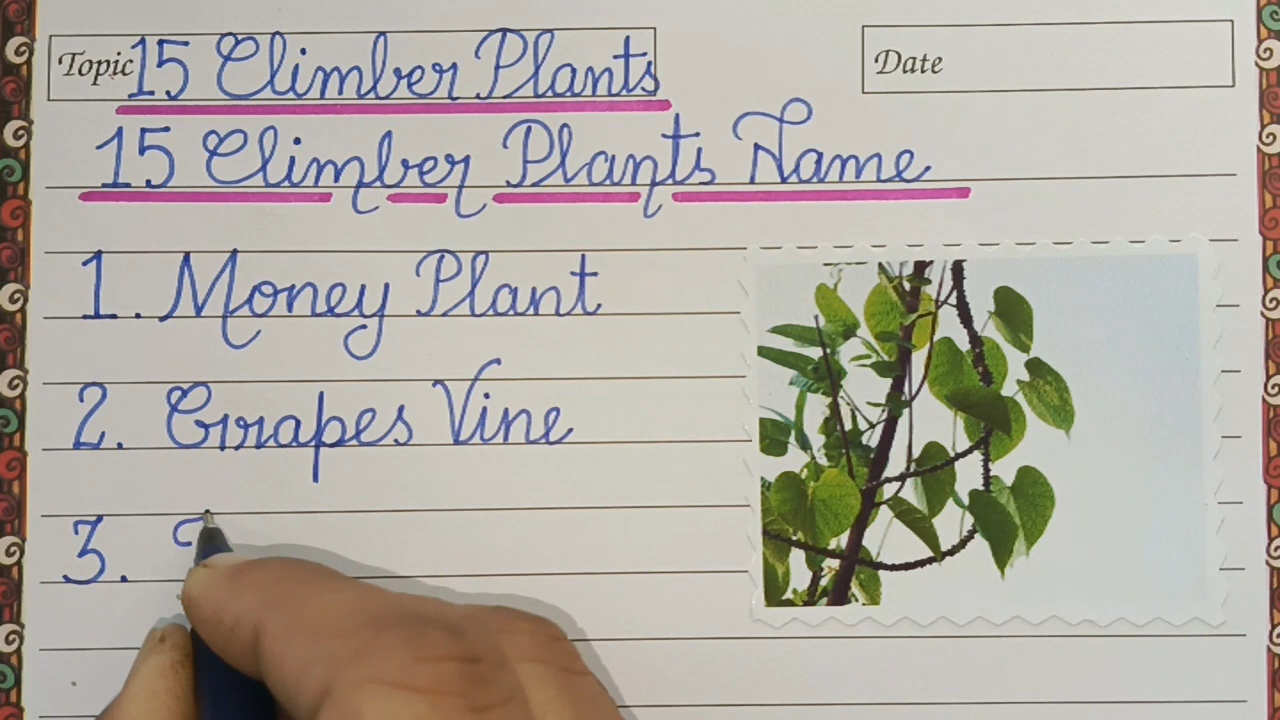 Topic 15 Climber Plants
Date
15 Climber Plants Name
1. Money Plant
2. Grapes Vine
3.